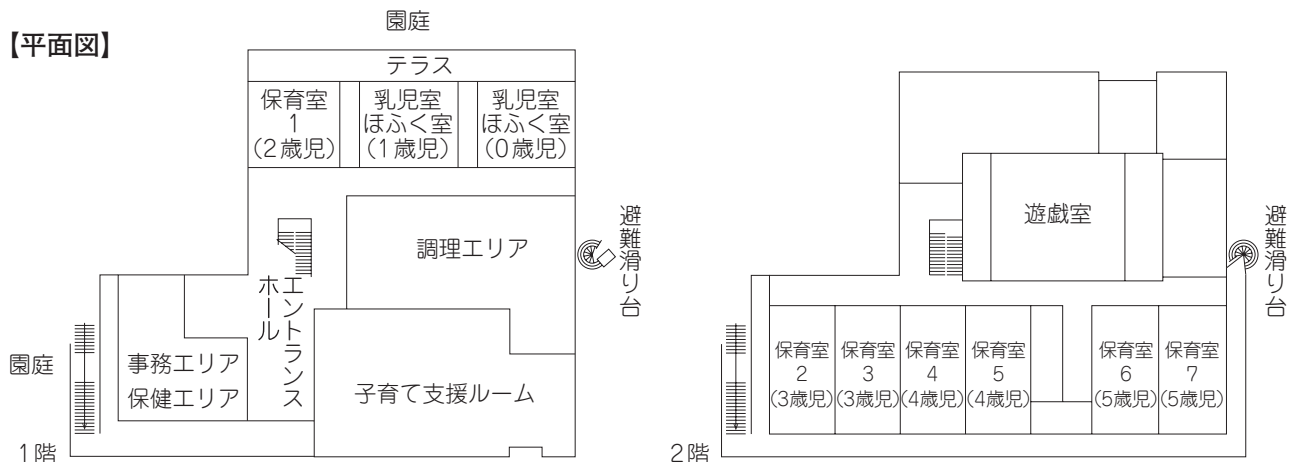 【平面図】
園庭
テラス
保育室
1
(2歳児)
乳児室
ほふく室
(1歳児)
乳児室
ほふく室
(0歳児)
調理エリア
避難滑り台
エントランス
ホール
事務エリア
保健エリア
子育て支援ルーム
園庭
1階
遊戯室
避難滑り台
保育室
2
(3歳児)
保育室
3
(3歳児)
保育室
4
(4歳児)
保育室
5
(4歳児)
保育室
6
(5歳児)
保育室
7
(5歳児)
2階